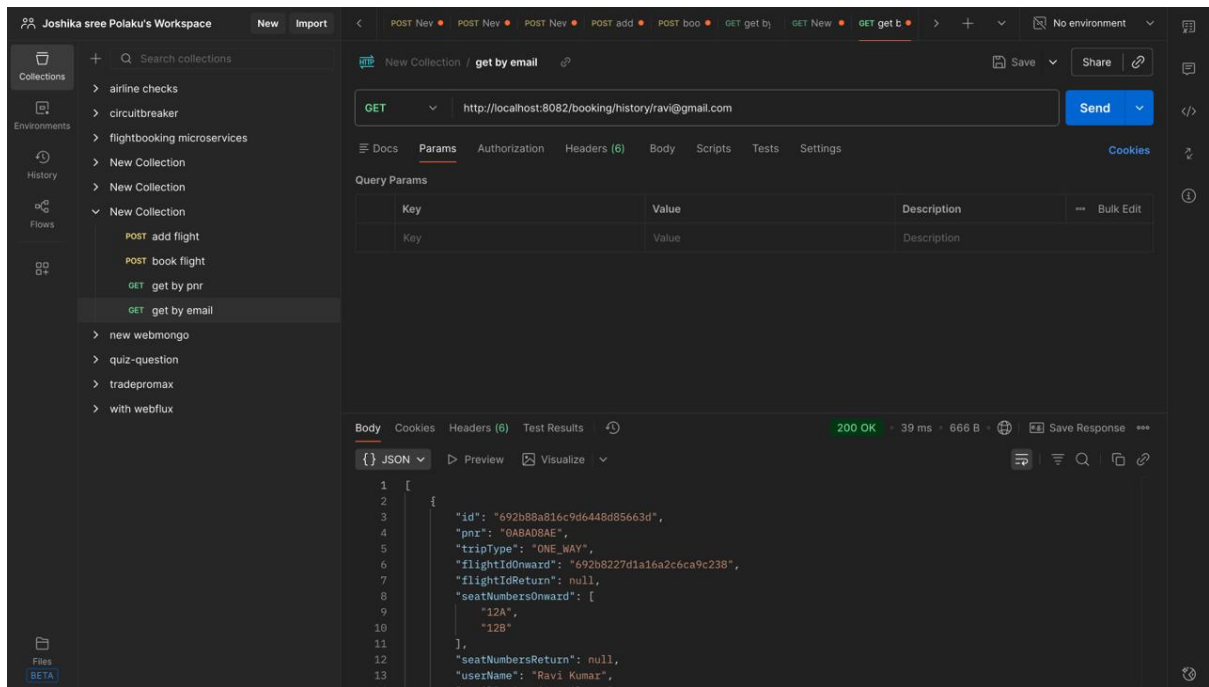 Joshika sree Polaku's Workspace New Import
POST Nev POST Nev POST Nev POST add POST boo GET get by GET New GET get b No environment
Collections
Environments
History
Flows
Files
BETA
Search collections
airline checks
circuitbreaker
flightbooking microservices
New Collection
New Collection
New Collection
POST add flight
POST book flight
GET get by pnr
GET get by email
new webmongo
quiz-question
tradepromax
with webflux
HTTP New Collection / get by email Save Share
GET http://localhost:8082/booking/history/ravi@gmail.com Send
Docs Params Authorization Headers (6) Body Scripts Tests Settings Cookies
Query Params
Key Value Description Bulk Edit
Key Value Description
Body Cookies Headers (6) Test Results 200 OK 39 ms 666 B Save Response
{} JSON Preview Visualize
1 [
2 {
3 "id": "692b88a816c9d6448d85663d",
4 "pnr": "0ABAD8AE",
5 "tripType": "ONE_WAY",
6 "flightIdOnward": "692b8227d1a16a2c6ca9c238",
7 "flightIdReturn": null,
8 "seatNumbersOnward": [
9 "12A",
10 "12B"
11 ],
12 "seatNumbersReturn": null,
13 "userName": "Ravi Kumar",